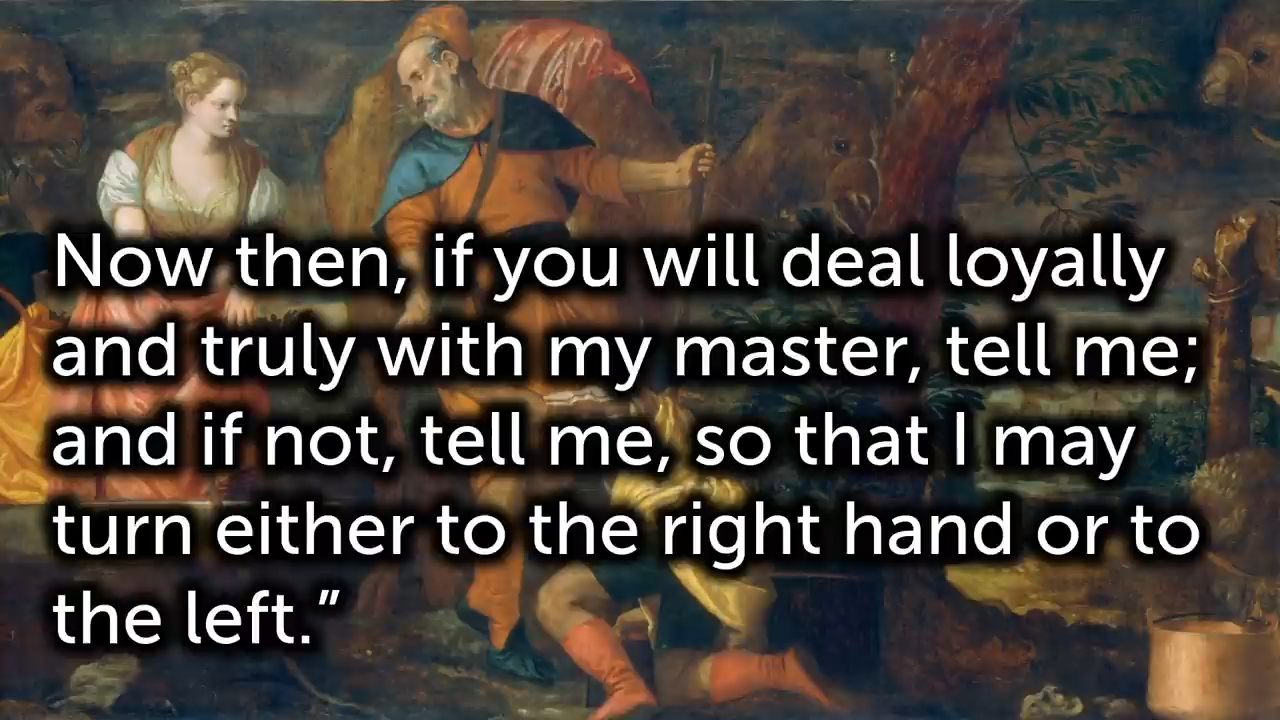 Now then, if you will deal loyally
and truly with my master, tell me;
and if not, tell me, so that I may
turn either to the right hand or to
the left.”